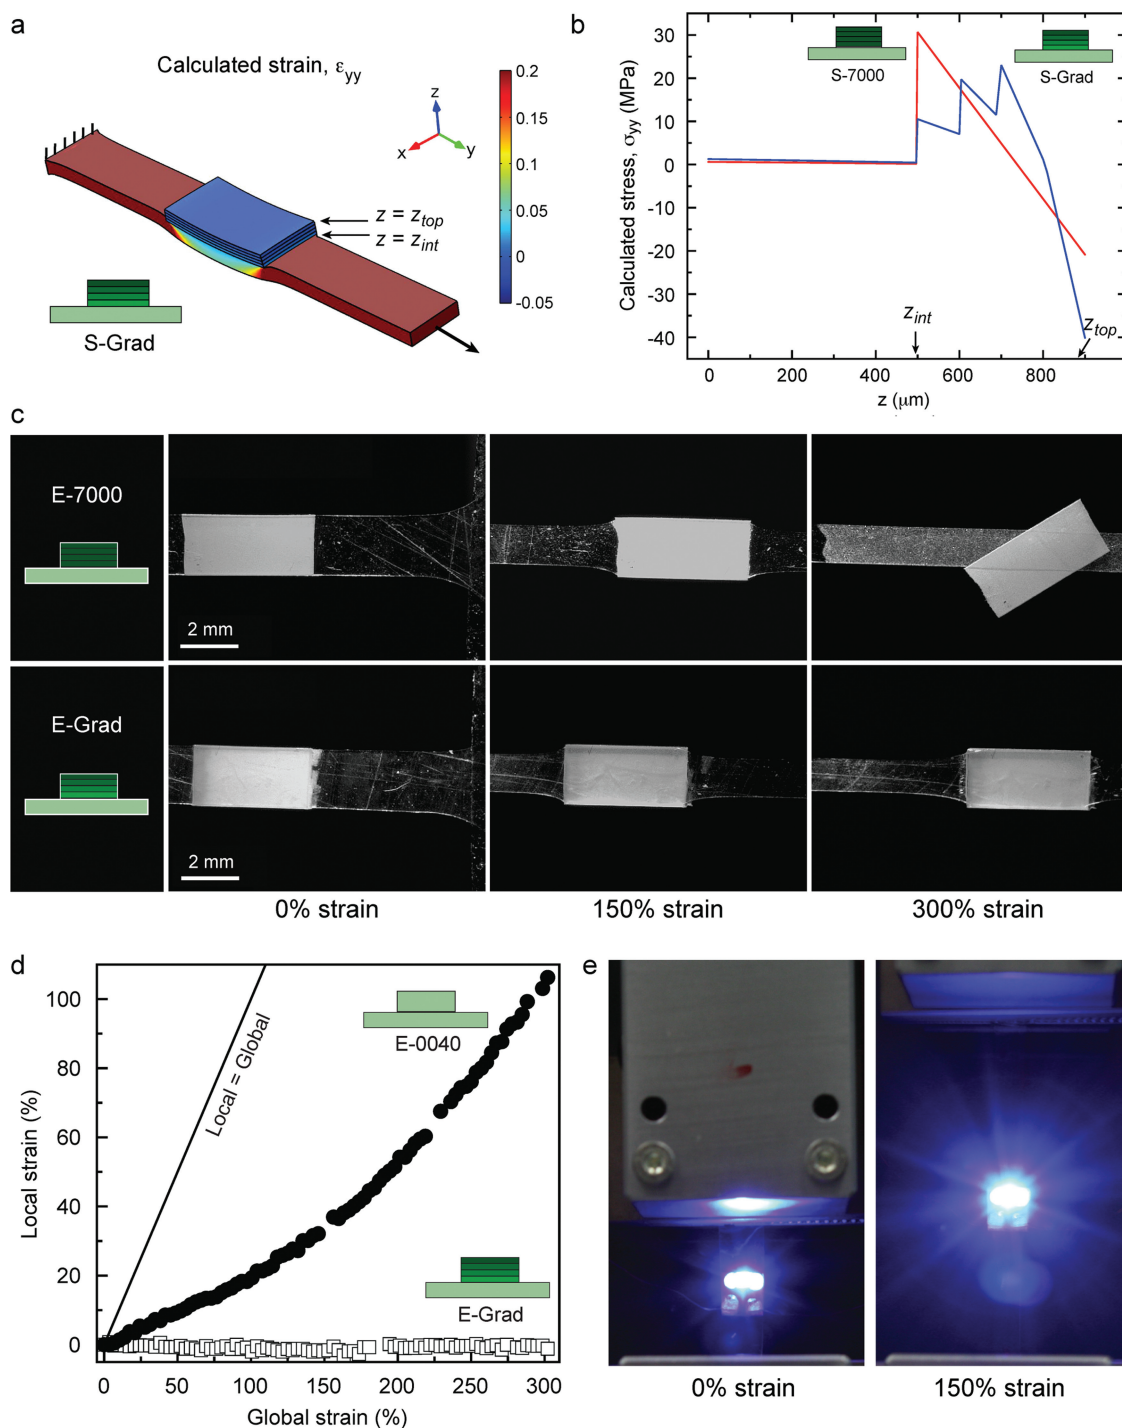 a
Calculated strain, εyy
z
x
y
0.2
0.15
0.1
0.05
0
-0.05
z = ztop
z = zint
S-Grad
b
Calculated stress, σyy (MPa)
30
20
10
0
-10
-20
-30
-40
S-7000
S-Grad
zint
ztop
0
200
400
600
800
z (μm)
c
E-7000
2 mm
E-Grad
2 mm
0% strain
150% strain
300% strain
d
Local strain (%)
100
80
60
40
20
0
Local = Global
E-0040
E-Grad
0
50
100
150
200
250
300
Global strain (%)
e
0% strain
150% strain